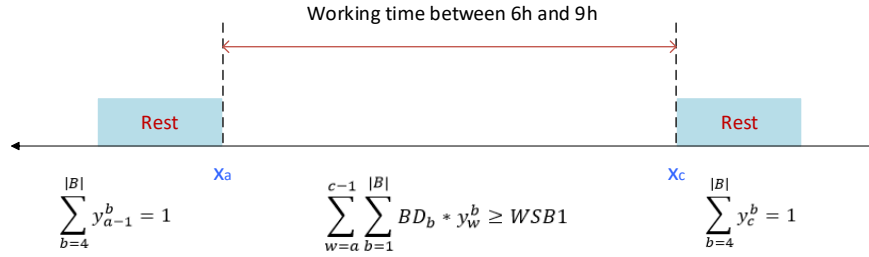 Working time between 6h and 9h
Rest Rest
xa xc
|B| c-1 |B| |B|
∑ y_{a-1}^{b} = 1 ∑ ∑ BD_b * y_w^b ≥ WSB1 ∑ y_c^b = 1
b=4 w=a b=1 b=4